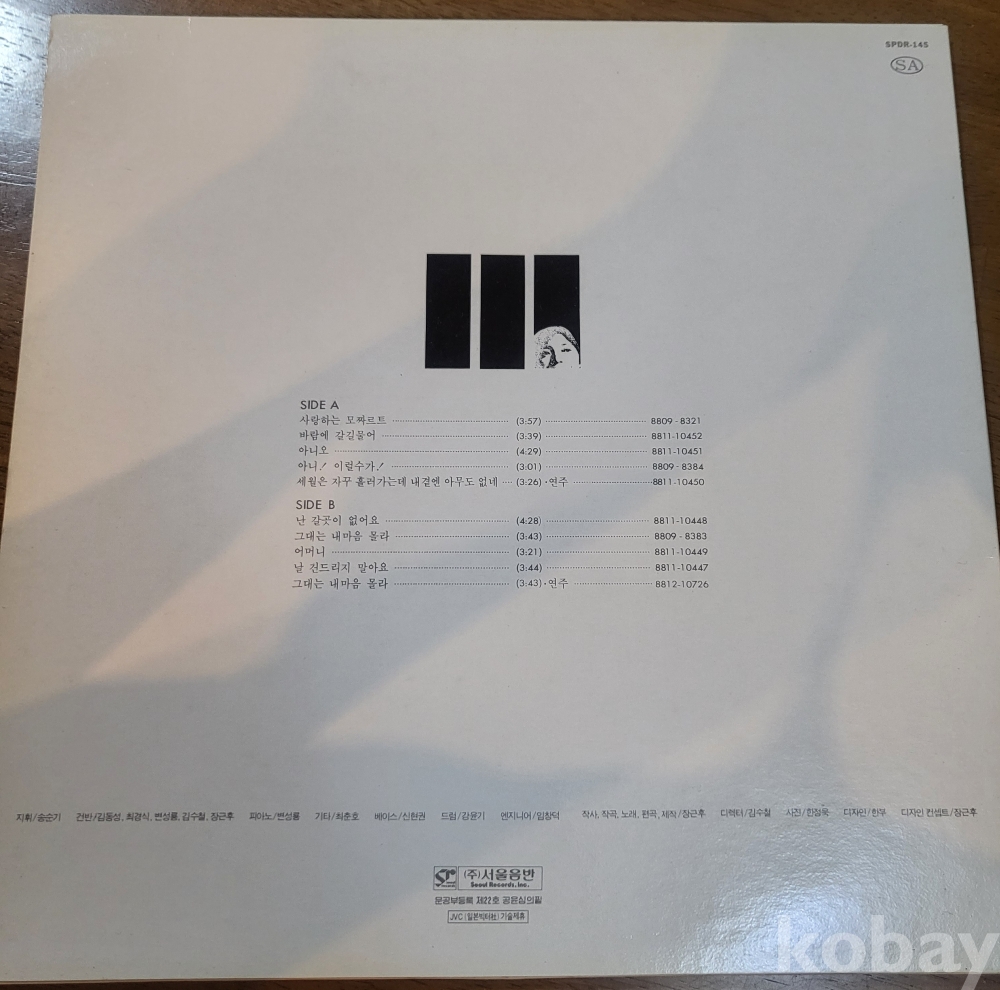 SPDR-145
SA
SIDE A
사랑하는 모짜르트 (3:57) 8809-8321
바람에 갈길물어 (3:39) 8811-10452
아니오 (4:29) 8811-10451
아니! 이럴수가! (3:01) 8809-8384
세월은 자꾸 흘러가는데 내곁엔 아무도 없네 (3:26)·연주 8811-10450
SIDE B
난 갈곳이 없어요 (4:28) 8811-10448
그대는 내마음 몰라 (3:43) 8809-8383
어머니 (3:21) 8811-10449
날 건드리지 말아요 (3:44) 8811-10447
그대는 내마음 몰라 (3:43)·연주 8812-10726
지휘/송순기 건반/김동성, 최경식, 변성룡, 김수철, 장근후 피아노/변성룡 기타/최춘호 베이스/신현권 드럼/강윤기 엔지니어/임창덕 작사, 작곡, 노래, 편곡, 제작/장근후 디렉터/김수철 사진/한정욱 디자인/한우 디자인 컨셉트/장근후
(주)서울음반
Seoul Records, Inc.
문공부등록 제22호 공윤심의필
JVC(일본빅터社)기술제휴
kobay